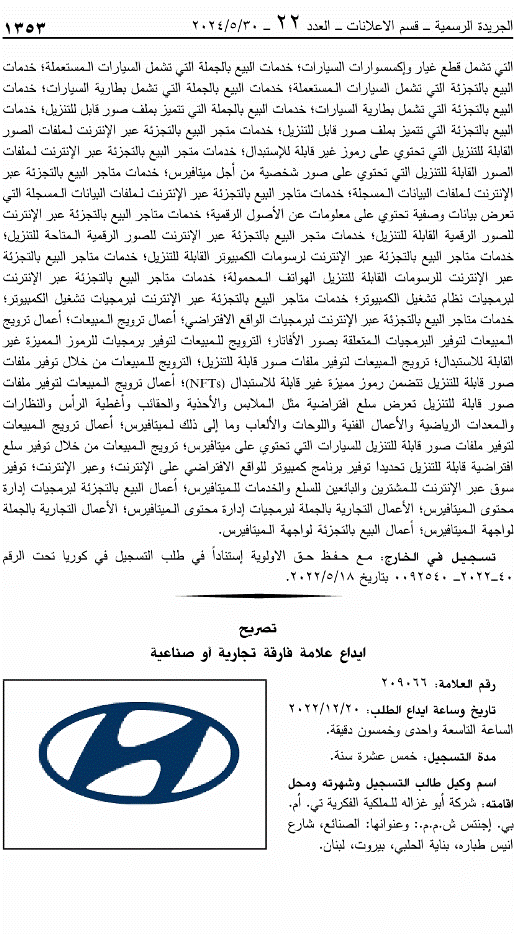 الجريدة الرسمية ــ قسم الاعلانات ــ العدد ٢٢ ــ ٢٠٢٤/٥/٣٠
١٣٥٣
التي تشمل قطع غيار وإكسسوارات السيارات؛ خدمات البيع بالجملة التي تشمل السيارات المستعملة؛ خدمات
البيع بالتجزئة التي تشمل السيارات المستعملة؛ خدمات البيع بالجملة التي تشمل بطارية السيارات؛ خدمات
البيع بالتجزئة التي تشمل بطارية السيارات؛ خدمات البيع بالجملة التي تتميز بملف صور قابل للتنزيل؛ خدمات
البيع بالتجزئة التي تتميز بملف صور قابل للتنزيل؛ خدمات متجر البيع بالتجزئة عبر الإنترنت لملفات الصور
القابلة للتنزيل التي تحتوي على رموز غير قابلة للإستبدال؛ خدمات متجر البيع بالتجزئة عبر الإنترنت لملفات
الصور القابلة للتنزيل التي تحتوي على صور شخصية من أجل ميتافيرس؛ خدمات متاجر البيع بالتجزئة عبر
الإنترنت لملفات البيانات المسجلة؛ خدمات متاجر البيع بالتجزئة عبر الإنترنت لملفات البيانات المسجلة التي
تعرض بيانات وصفية تحتوي على معلومات عن الأصول الرقمية؛ خدمات متاجر البيع بالتجزئة عبر الإنترنت
للصور الرقمية القابلة للتنزيل؛ خدمات متجر البيع بالتجزئة عبر الإنترنت للصور الرقمية المتاحة للتنزيل؛
خدمات متاجر البيع بالتجزئة عبر الإنترنت لرسومات الكمبيوتر القابلة للتنزيل؛ خدمات متاجر البيع بالتجزئة
عبر الإنترنت للرسومات القابلة للتنزيل الهواتف المحمولة؛ خدمات متاجر البيع بالتجزئة عبر الإنترنت
لبرمجيات نظام تشغيل الكمبيوتر؛ خدمات متاجر البيع بالتجزئة عبر الإنترنت لبرمجيات تشغيل الكمبيوتر؛
خدمات متاجر البيع بالتجزئة عبر الإنترنت لبرمجيات الواقع الافتراضي؛ أعمال ترويج المبيعات؛ أعمال ترويج
المبيعات لتوفير البرمجيات المتعلقة بصور الأفاتار؛ الترويج للمبيعات لتوفير برمجيات للرموز المميزة غير
القابلة للاستبدال؛ ترويج المبيعات لتوفير ملفات صور قابلة للتنزيل؛ الترويج للمبيعات من خلال توفير ملفات
صور قابلة للتنزيل تتضمن رموز مميزة غير قابلة للاستبدال (NFTs)؛ أعمال ترويج المبيعات لتوفير ملفات
صور قابلة للتنزيل تعرض سلع افتراضية مثل الملابس والأحذية والحقائب وأغطية الرأس والنظارات
والمعدات الرياضية والأعمال الفنية واللوحات والألعاب وما إلى ذلك لميتافيرس؛ أعمال ترويج المبيعات
لتوفير ملفات صور قابلة للتنزيل للسيارات التي تحتوي على ميتافيرس؛ ترويج المبيعات من خلال توفير سلع
افتراضية قابلة للتنزيل تحديدا توفير برنامج كمبيوتر للواقع الافتراضي على الإنترنت؛ وعبر الإنترنت؛ توفير
سوق عبر الإنترنت للمشترين والبائعين للسلع والخدمات للميتافيرس؛ أعمال البيع بالتجزئة لبرمجيات إدارة
محتوى الميتافيرس؛ الأعمال التجارية بالجملة لبرمجيات إدارة محتوى الميتافيرس؛ الأعمال التجارية بالجملة
لواجهة الميتافيرس؛ أعمال البيع بالتجزئة لواجهة الميتافيرس.
تسجيل في الخارج: مع حفظ حق الاولوية إستناداً في طلب التسجيل في كوريا تحت الرقم
٤٠ــ٢٠٢٢ــ ٠٠٩٢٥٤٠ بتاريخ ٢٠٢٢/٥/١٨.
تصريح
ايداع علامة فارقة تجارية أو صناعية
رقم العلامة: ٢٠٩٠٦٦
تاريخ وساعة ايداع الطلب: ٢٠٢٢/١٢/٢٠
الساعة التاسعة واحدى وخمسون دقيقة.
مدة التسجيل: خمس عشرة سنة.
اسم وكيل طالب التسجيل وشهرته ومحل
اقامته: شركة أبو غزاله للملكية الفكرية تي. أم.
بي. إجنتس ش.م.م.: وعنوانها: الصنائع، شارع
انيس طباره، بناية الحلبي، بيروت، لبنان.